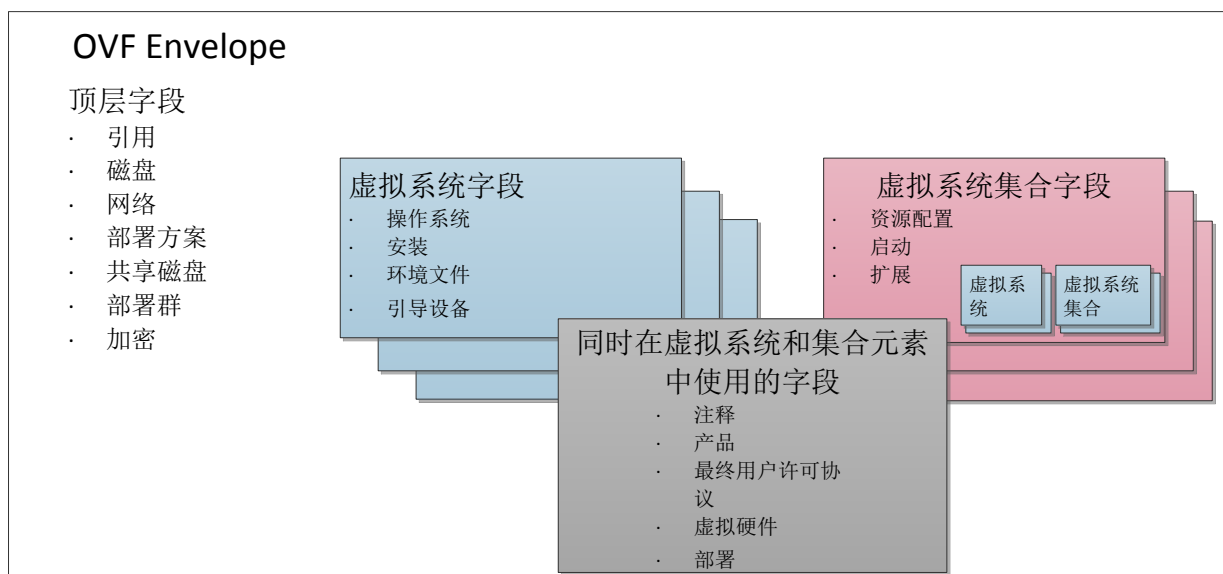 OVF Envelope
顶层字段
· 引用
· 磁盘
· 网络
· 部署方案
· 共享磁盘
· 部署群
· 加密
虚拟系统字段
· 操作系统
· 安装
· 环境文件
· 引导设备
虚拟系统集合字段
· 资源配置
· 启动
· 扩展
虚拟系
统
虚拟系统
集合
同时在虚拟系统和集合元素
中使用的字段
· 注释
· 产品
· 最终用户许可协
议
· 虚拟硬件
· 部署